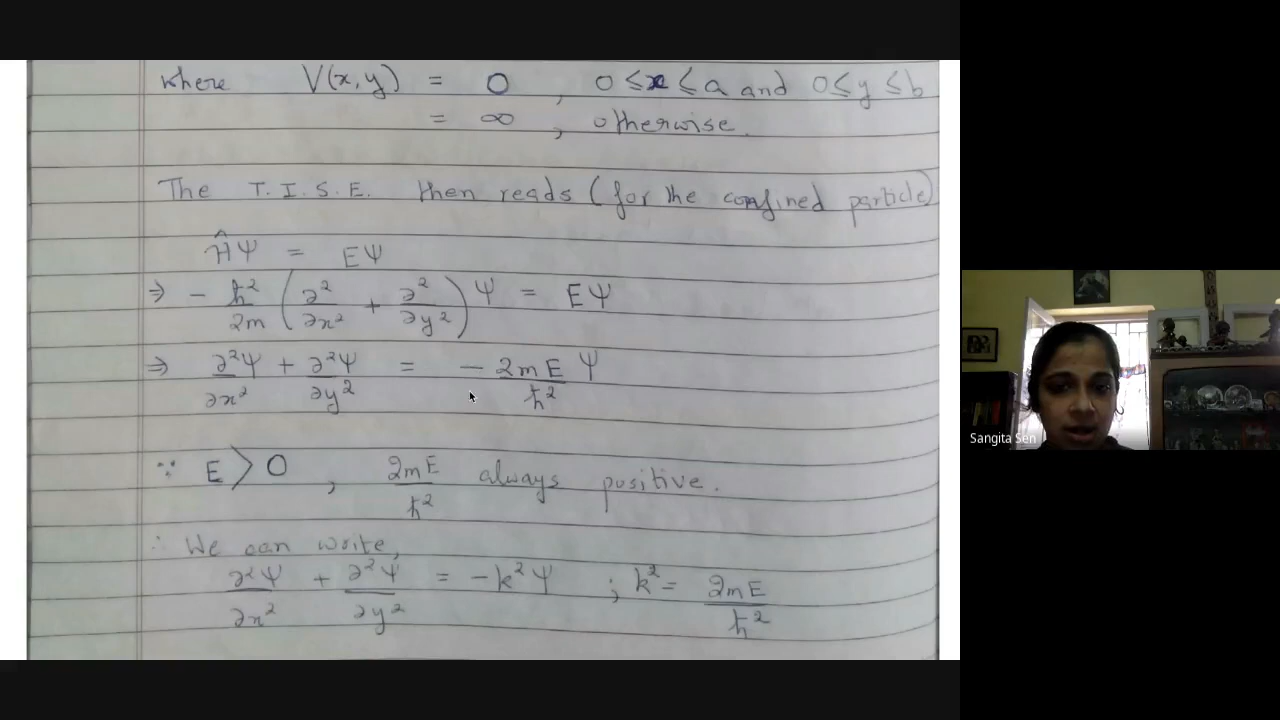 where V(x, y) = 0 , 0 ≤ x ≤ a and 0 ≤ y ≤ b
= ∞ , otherwise.
The T. I. S. E. then reads (for the confined particle)
ĤΨ = EΨ
⇒ - ħ²/2m (∂²/∂x² + ∂²/∂y²) Ψ = EΨ
⇒ ∂²Ψ/∂x² + ∂²Ψ/∂y² = - 2mE/ħ² Ψ
∵ E > 0 , 2mE/ħ² always positive.
∴ We can write,
∂²Ψ/∂x² + ∂²Ψ/∂y² = -k²Ψ ; k² = 2mE/ħ²
Sangita Sen